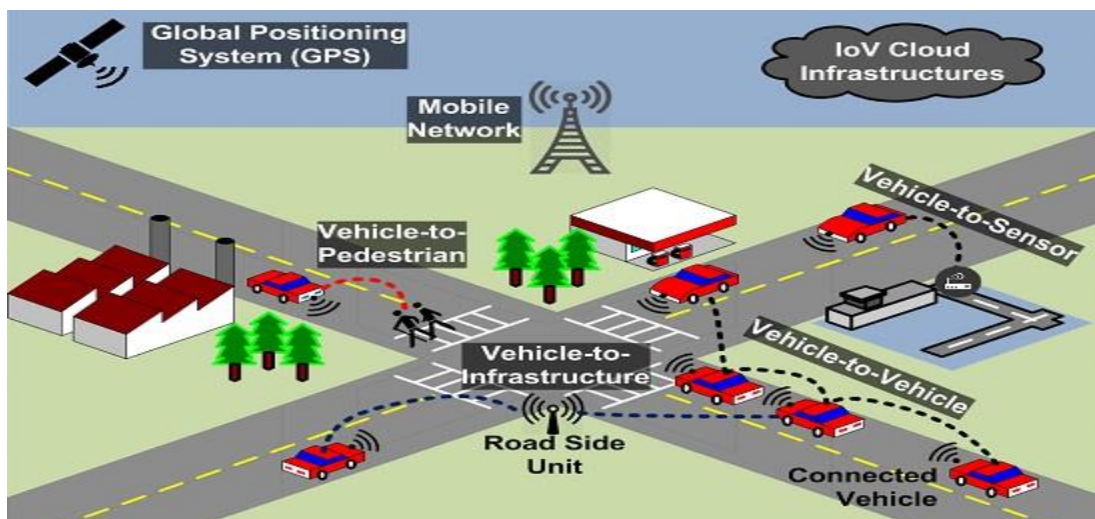 Global Positioning
System (GPS)
IoV Cloud
Infrastructures
Mobile
Network
Vehicle-to-Sensor
Vehicle-to-
Pedestrian
Vehicle-to-
Infrastructure
Vehicle-to-Vehicle
Road Side
Unit
Connected
Vehicle